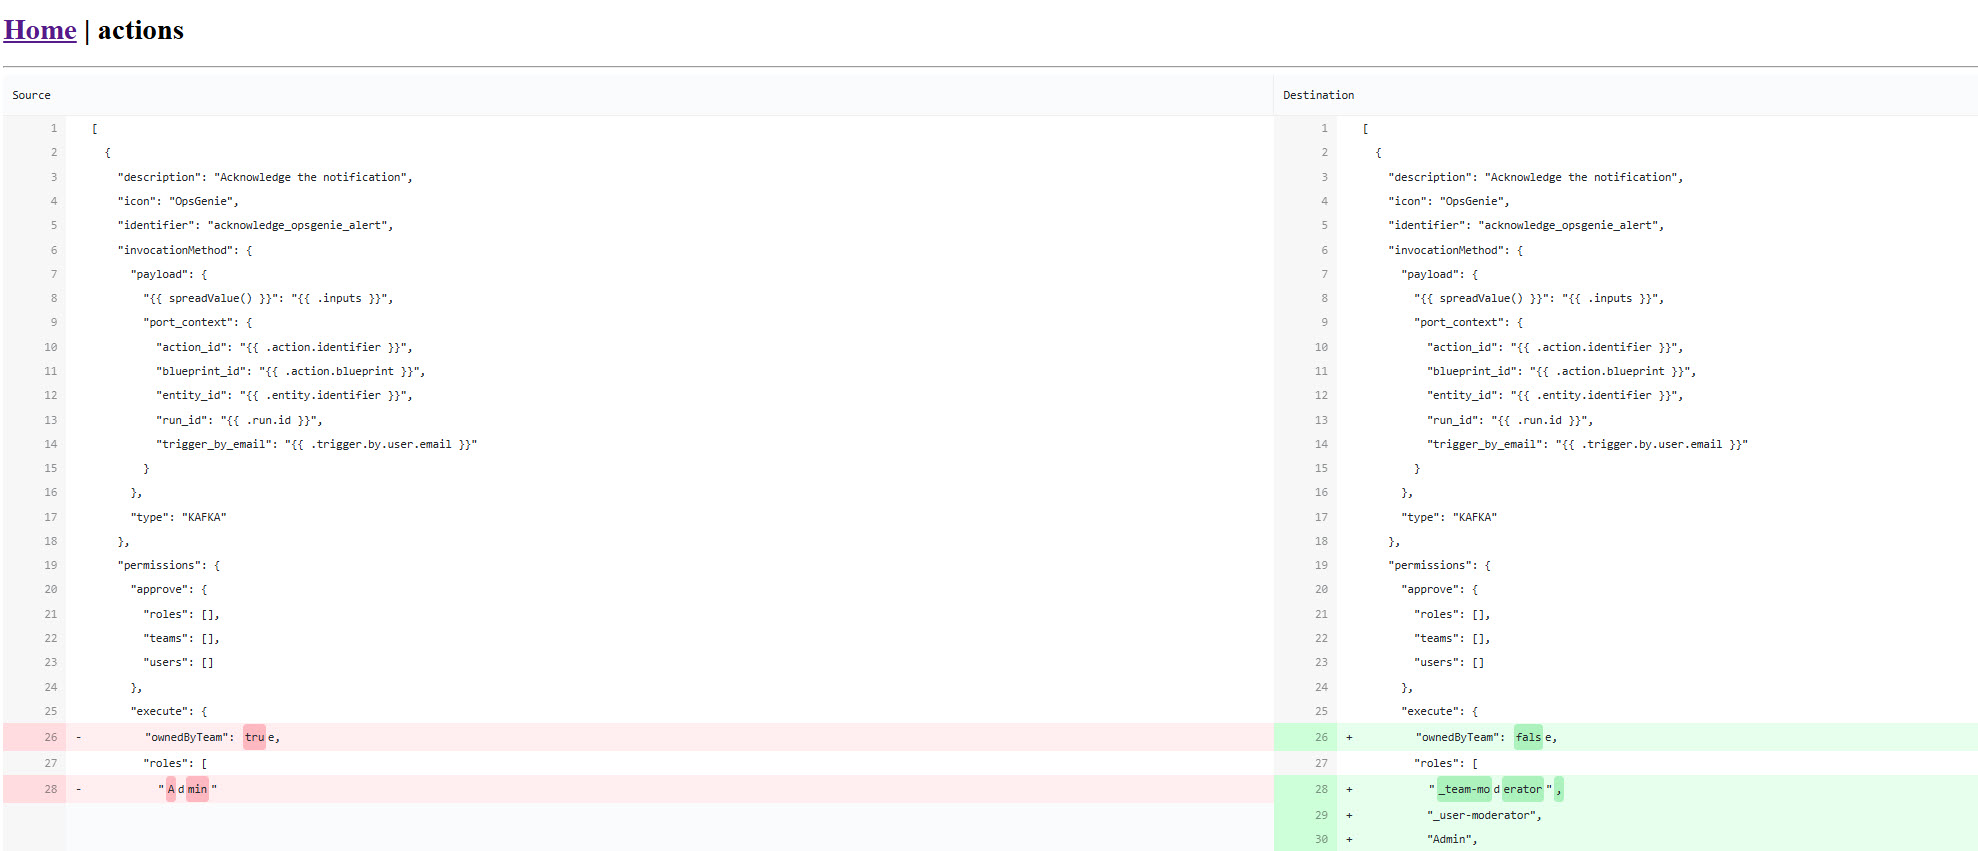 Home | actions
Source
1 [
2 {
3 "description": "Acknowledge the notification",
4 "icon": "OpsGenie",
5 "identifier": "acknowledge_opsgenie_alert",
6 "invocationMethod": {
7 "payload": {
8 "{{ spreadValue() }}": "{{ .inputs }}",
9 "port_context": {
10 "action_id": "{{ .action.identifier }}",
11 "blueprint_id": "{{ .action.blueprint }}",
12 "entity_id": "{{ .entity.identifier }}",
13 "run_id": "{{ .run.id }}",
14 "trigger_by_email": "{{ .trigger.by.user.email }}"
15 }
16 },
17 "type": "KAFKA"
18 },
19 "permissions": {
20 "approve": {
21 "roles": [],
22 "teams": [],
23 "users": []
24 },
25 "execute": {
26 - "ownedByTeam": true,
27 "roles": [
28 - "Admin"
Destination
1 [
2 {
3 "description": "Acknowledge the notification",
4 "icon": "OpsGenie",
5 "identifier": "acknowledge_opsgenie_alert",
6 "invocationMethod": {
7 "payload": {
8 "{{ spreadValue() }}": "{{ .inputs }}",
9 "port_context": {
10 "action_id": "{{ .action.identifier }}",
11 "blueprint_id": "{{ .action.blueprint }}",
12 "entity_id": "{{ .entity.identifier }}",
13 "run_id": "{{ .run.id }}",
14 "trigger_by_email": "{{ .trigger.by.user.email }}"
15 }
16 },
17 "type": "KAFKA"
18 },
19 "permissions": {
20 "approve": {
21 "roles": [],
22 "teams": [],
23 "users": []
24 },
25 "execute": {
26 + "ownedByTeam": false,
27 "roles": [
28 + "_team-moderator",
29 + "_user-moderator",
30 + "Admin",